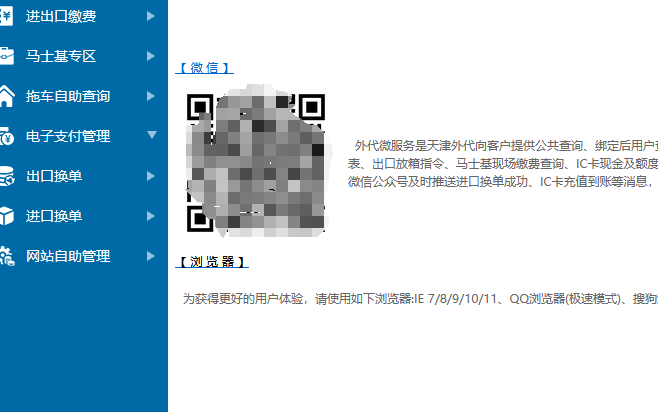 进出口缴费
马士基专区
拖车自助查询
电子支付管理
出口换单
进口换单
网站自助管理
【 微 信 】
外代微服务是天津外代向客户提供公共查询、绑定后用户
表、出口放箱指令、马士基现场缴费查询、IC卡现金及额度
微信公众号及时推送进口换单成功、IC卡充值到账等消息，
【 浏 览 器 】
为获得更好的用户体验，请使用如下浏览器:IE 7/8/9/10/11、QQ浏览器(极速模式)、搜狗